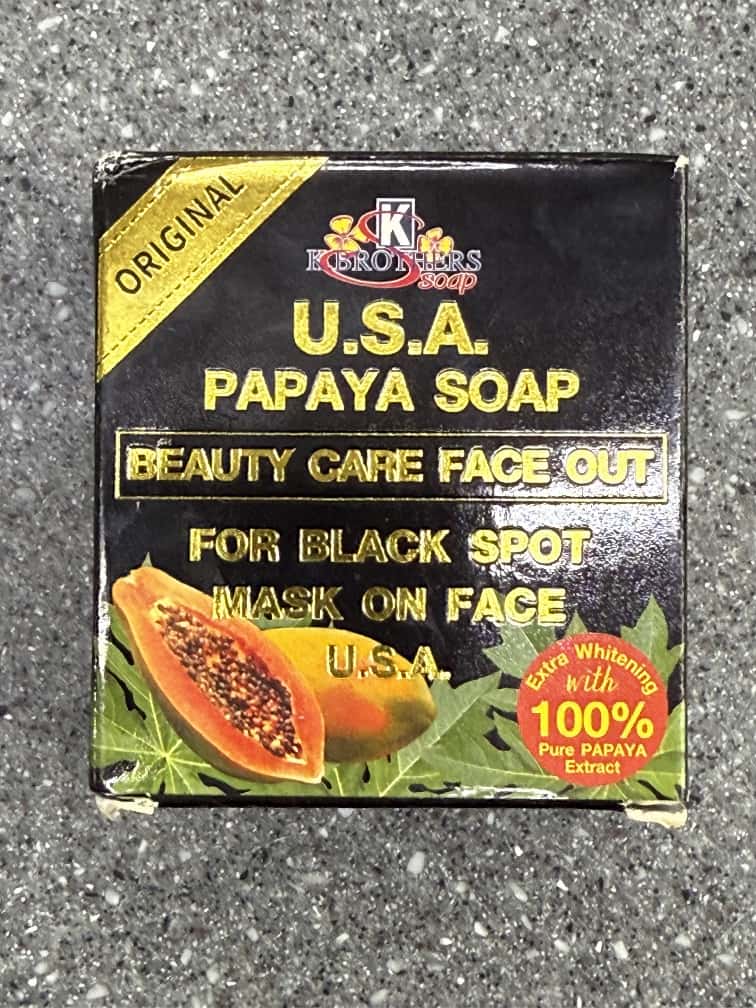 ORIGINAL
K
K BROTHERS
soap
U.S.A.
PAPAYA SOAP
BEAUTY CARE FACE OUT
FOR BLACK SPOT
MASK ON FACE
U.S.A.
Extra Whitening
with
100%
Pure PAPAYA
Extract